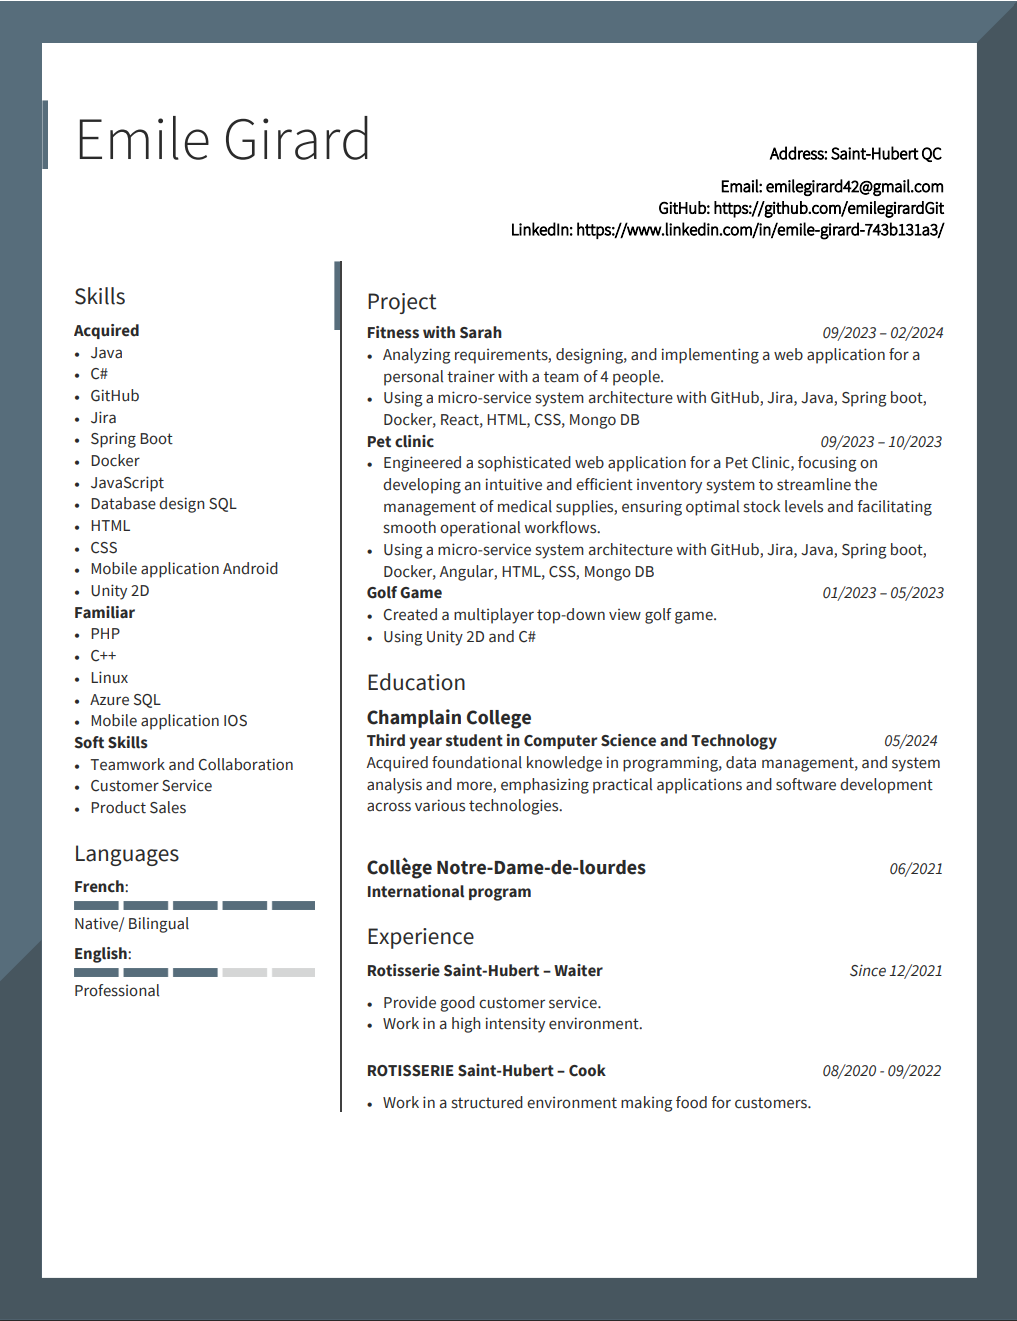 Emile Girard
Address: Saint-Hubert QC
Email: emilegirard42@gmail.com
GitHub: https://github.com/emilegirardGit
LinkedIn: https://www.linkedin.com/in/emile-girard-743b131a3/
Skills
Acquired
• Java
• C#
• GitHub
• Jira
• Spring Boot
• Docker
• JavaScript
• Database design SQL
• HTML
• CSS
• Mobile application Android
• Unity 2D
Familiar
• PHP
• C++
• Linux
• Azure SQL
• Mobile application IOS
Soft Skills
• Teamwork and Collaboration
• Customer Service
• Product Sales
Languages
French:
Native/ Bilingual
English:
Professional
Project
Fitness with Sarah 09/2023 – 02/2024
• Analyzing requirements, designing, and implementing a web application for a
personal trainer with a team of 4 people.
• Using a micro-service system architecture with GitHub, Jira, Java, Spring boot,
Docker, React, HTML, CSS, Mongo DB
Pet clinic 09/2023 – 10/2023
• Engineered a sophisticated web application for a Pet Clinic, focusing on
developing an intuitive and efficient inventory system to streamline the
management of medical supplies, ensuring optimal stock levels and facilitating
smooth operational workflows.
• Using a micro-service system architecture with GitHub, Jira, Java, Spring boot,
Docker, Angular, HTML, CSS, Mongo DB
Golf Game 01/2023 – 05/2023
• Created a multiplayer top-down view golf game.
• Using Unity 2D and C#
Education
Champlain College
Third year student in Computer Science and Technology 05/2024
Acquired foundational knowledge in programming, data management, and system
analysis and more, emphasizing practical applications and software development
across various technologies.
Collège Notre-Dame-de-lourdes 06/2021
International program
Experience
Rotisserie Saint-Hubert – Waiter Since 12/2021
• Provide good customer service.
• Work in a high intensity environment.
ROTISSERIE Saint-Hubert – Cook 08/2020 - 09/2022
• Work in a structured environment making food for customers.